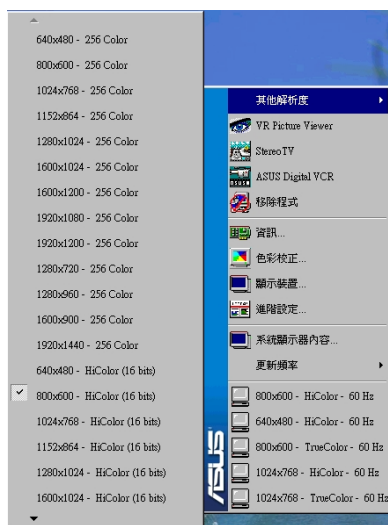 640x480 - 256 Color
800x600 - 256 Color
1024x768 - 256 Color
1152x864 - 256 Color
1280x1024 - 256 Color
1600x1024 - 256 Color
1600x1200 - 256 Color
1920x1080 - 256 Color
1920x1200 - 256 Color
1280x720 - 256 Color
1280x960 - 256 Color
1600x900 - 256 Color
1920x1440 - 256 Color
640x480 - HiColor (16 bits)
800x600 - HiColor (16 bits)
1024x768 - HiColor (16 bits)
1152x864 - HiColor (16 bits)
1280x1024 - HiColor (16 bits)
1600x1024 - HiColor (16 bits)
其他解析度
VR Picture Viewer
StereoTV
ASUS Digital VCR
移除程式
資訊...
色彩校正...
顯示裝置...
進階設定...
系統顯示器內容...
更新頻率
800x600 - HiColor - 60 Hz
640x480 - HiColor - 60 Hz
800x600 - TrueColor - 60 Hz
1024x768 - HiColor - 60 Hz
1024x768 - TrueColor - 60 Hz
ASUS